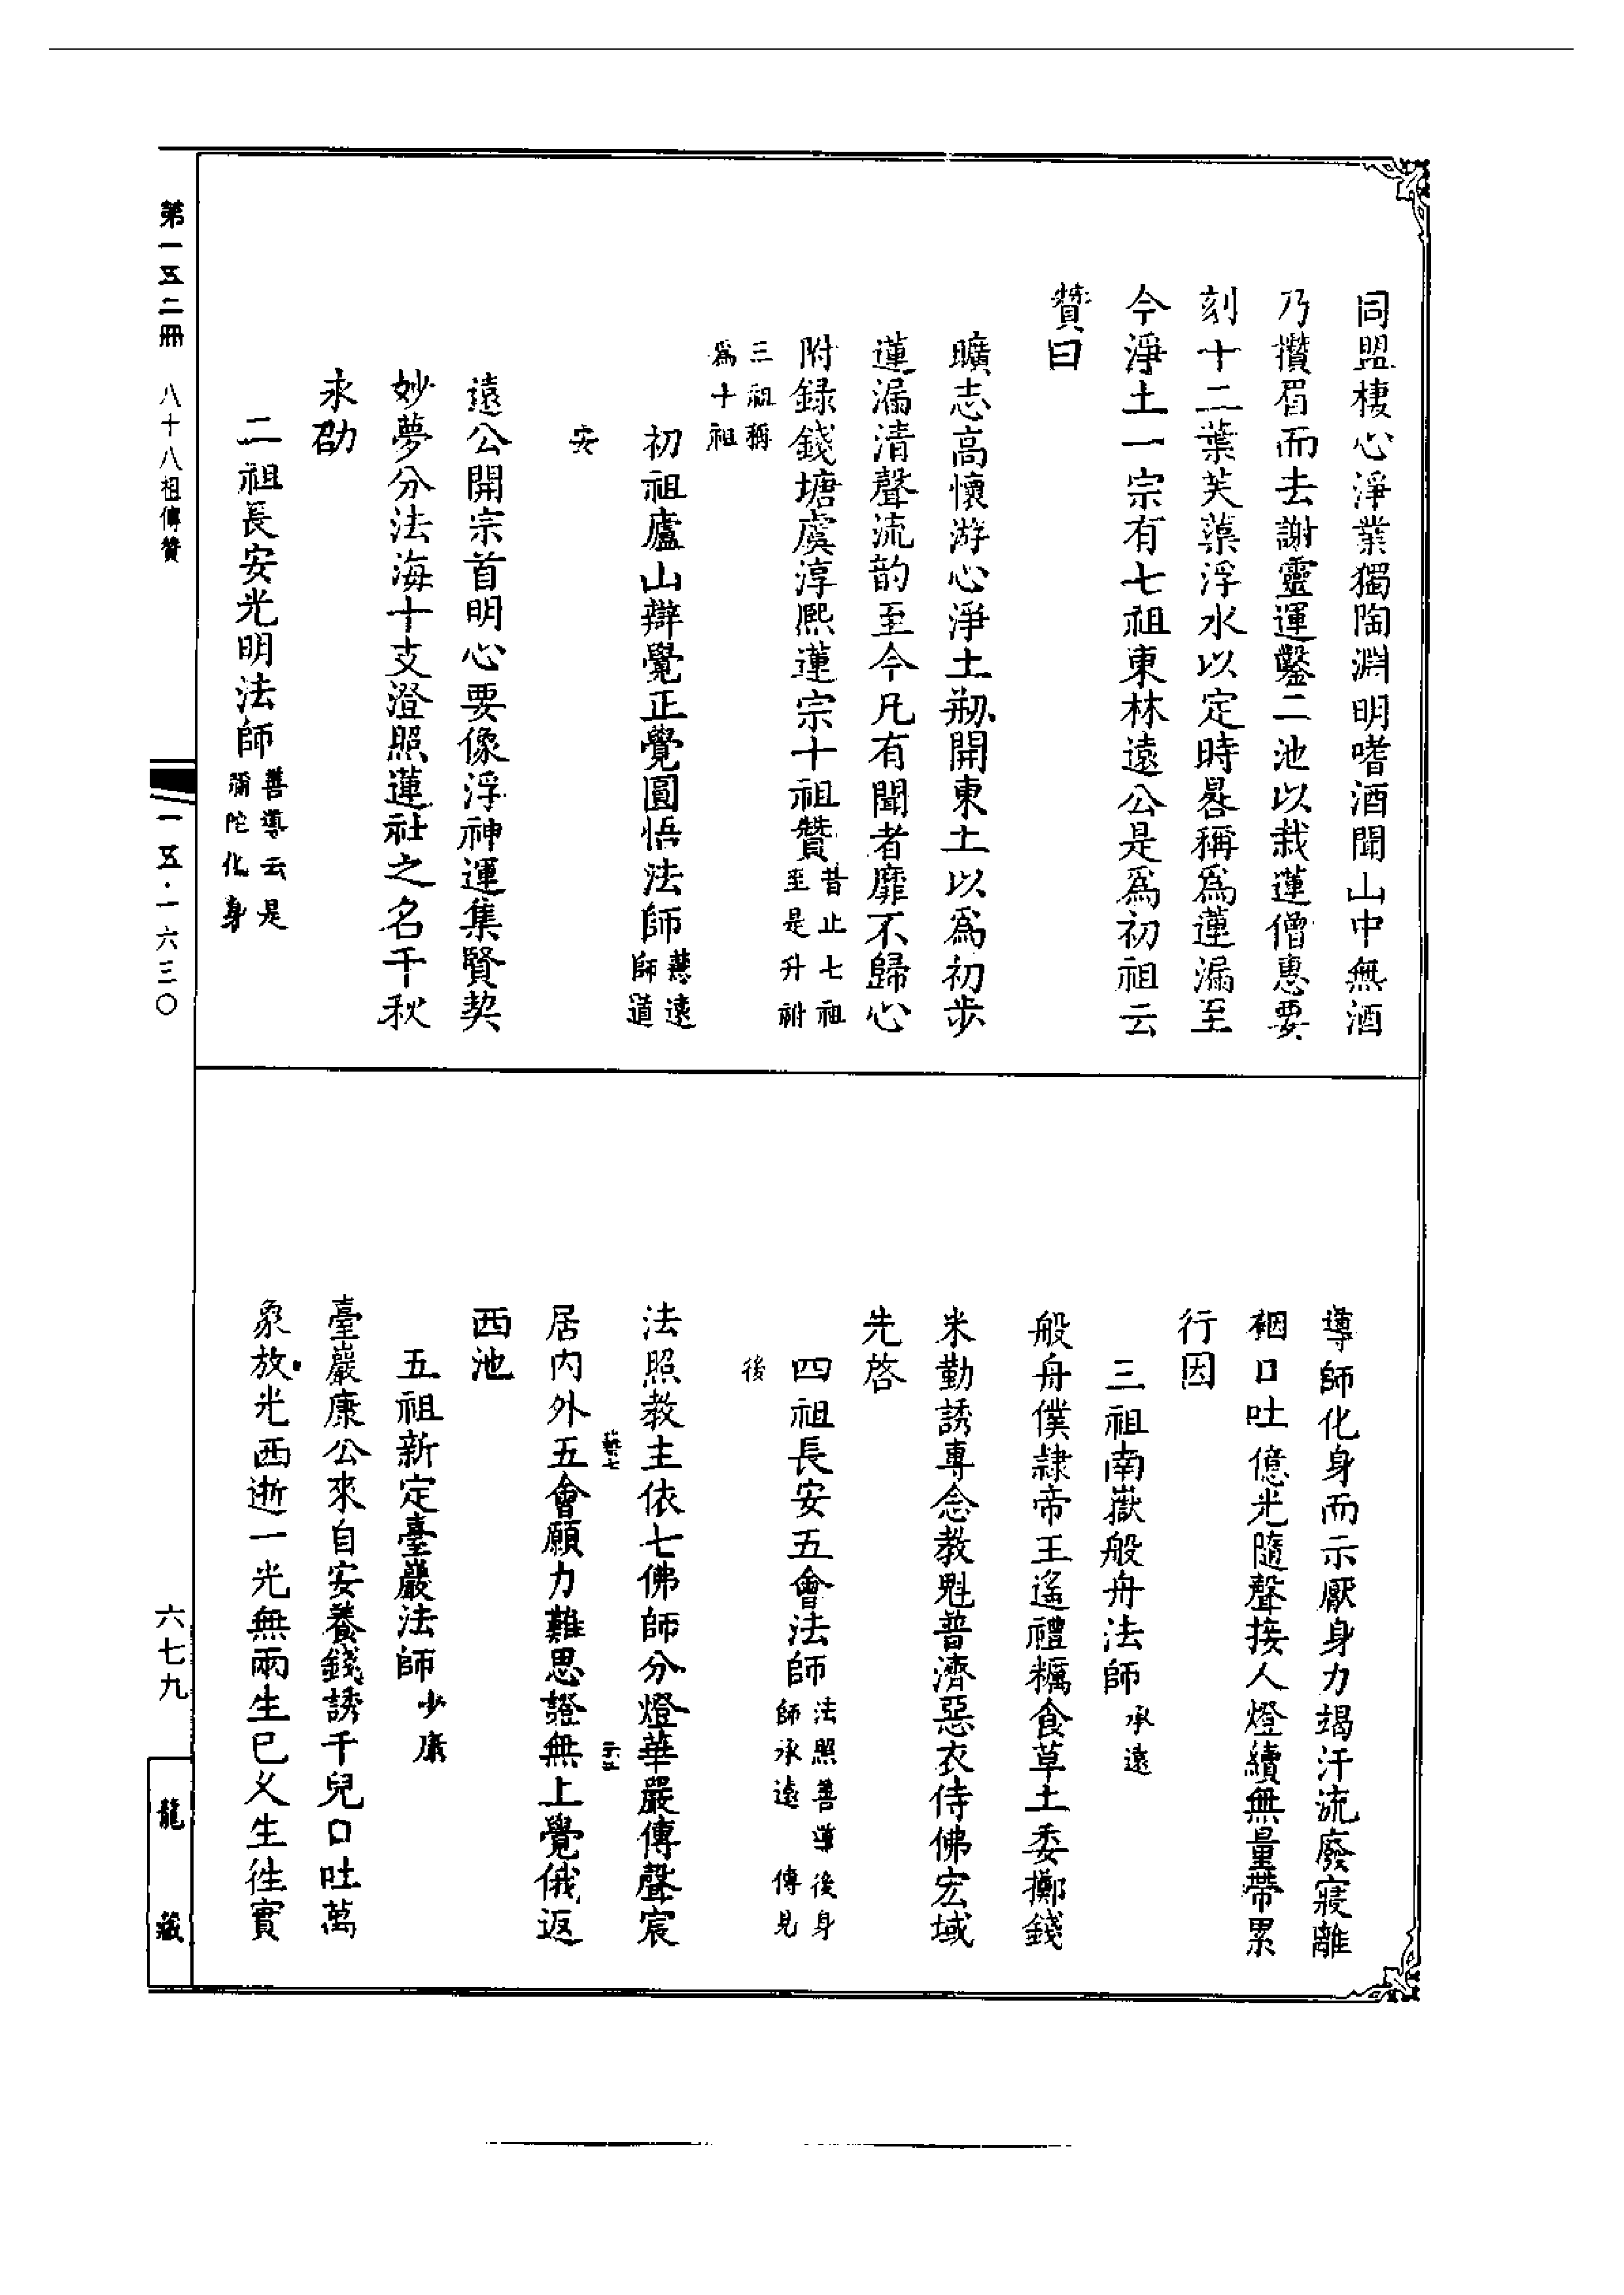 同盟棲心淨業獨陶淵明嗜酒聞山中無酒
乃攢眉而去謝靈運鑿二池以栽蓮僧惠要
刻十二葉芙蕖浮水以定時晷稱爲蓮漏至
今淨土一宗有七祖東林遠公是爲初祖云
贊曰
曠志高懷游心淨土剏開東土以爲初步
蓮漏清聲流韵至今凡有聞者靡不歸心
附録錢塘虞淳熙蓮宗十祖贊昔止七祖至是升祔
三祖稱爲十祖
初祖廬山辯覺正覺圓悟法師慧遠師道
安
遠公開宗首明心要像浮神運集賢契
妙夢分法海十支澄照蓮社之名千秋
永劭
二祖長安光明法師善導云是彌陀化身
導師化身而示厭身力竭汗流廢寢離
裀口吐億光隨聲接人燈續無量帶累
行因
三祖南嶽般舟法師承遠
般舟僕隷帝王遙禮糲食草土委擲錢
米勤誘專念教魁普濟惡衣侍佛宏域
先啓
四祖長安五會法師法照善導後身師承遠傳見
後
法照教主依七佛師分燈華嚴傳聲宸
居内外五會願力難思證無上覺俄返
西池
五祖新定臺巖法師少康
臺巖康公來自安養錢誘千兒口吐萬
象放光西逝一光無兩生已乂生徃實
第一五二冊 八十八祖傳贊
一五·一六三〇
六七九
龍藏